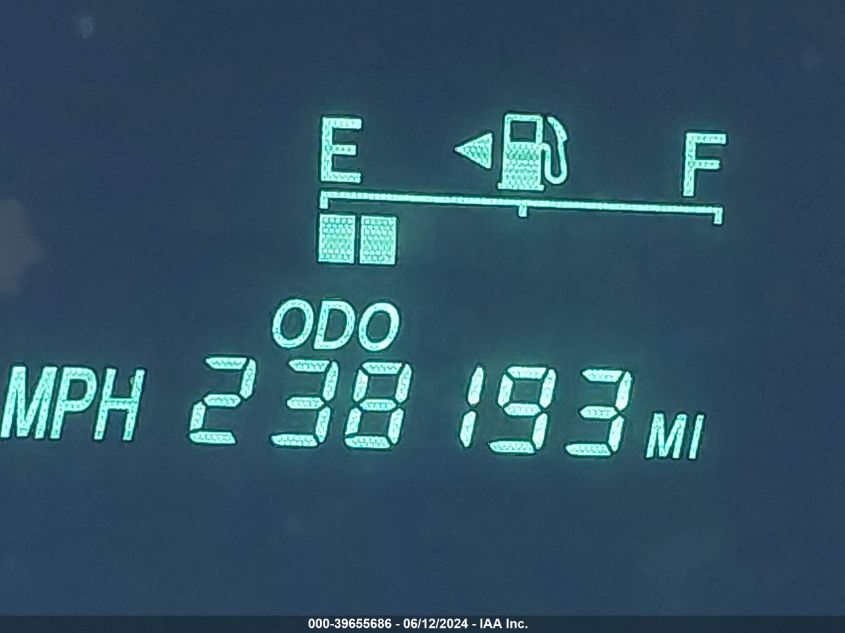 E F
ODO
MPH 238193 MI
000-39655686 - 06/12/2024 - IAA Inc.